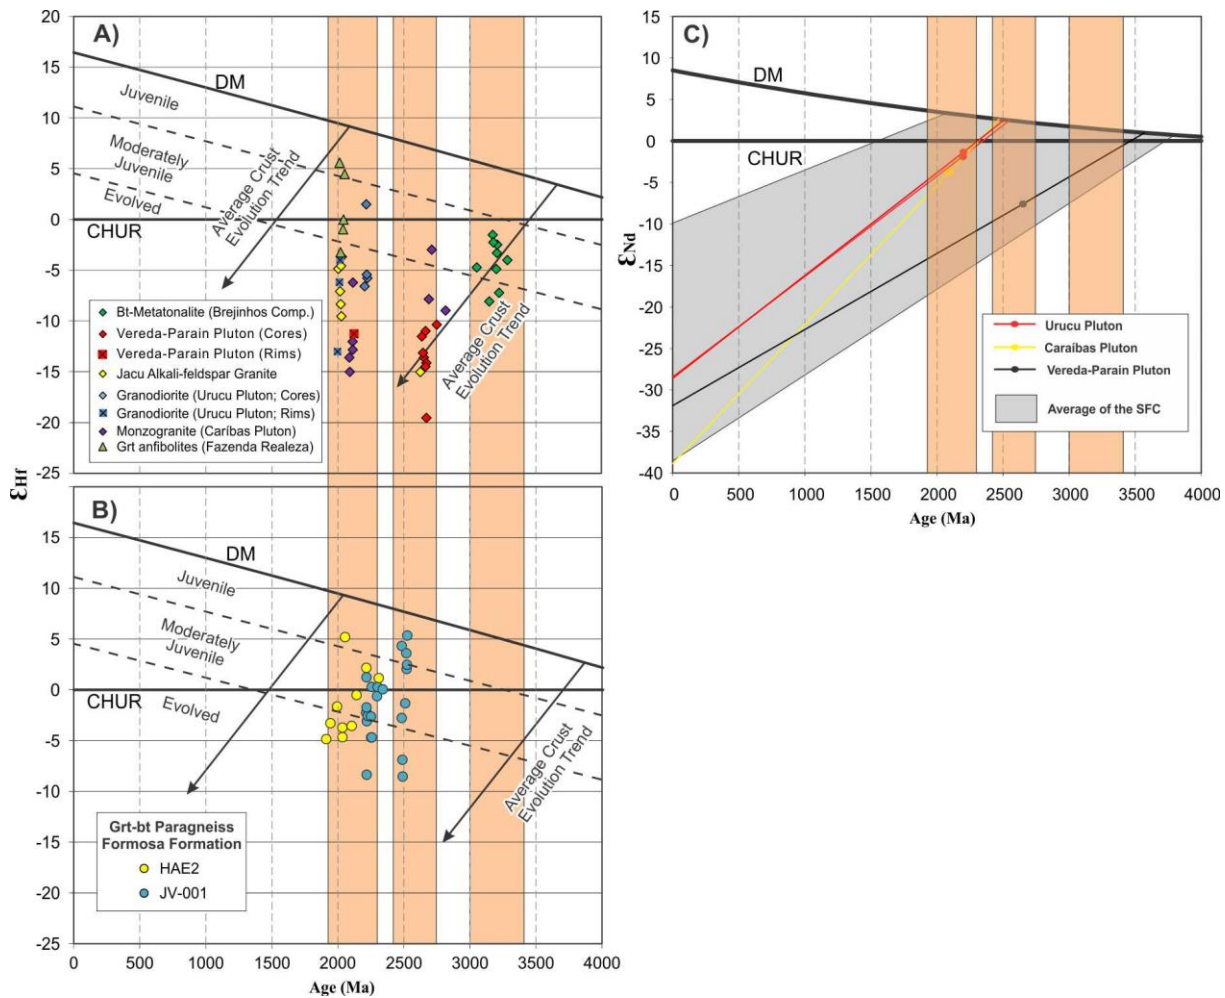 A)
20
15
10
5
0
-5
-10
-15
-20
-25
DM
Juvenile
Moderately
Juvenile
Evolved
CHUR
Average Crust
Evolution Trend
Average Crust
Evolution Trend
Bt-Metatonalite (Brejinhos Comp.)
Vereda-Parain Pluton (Cores)
Vereda-Parain Pluton (Rims)
Jacu Alkali-feldspar Granite
Granodiorite (Urucu Pluton; Cores)
Granodiorite (Urucu Pluton; Rims)
Monzogranite (Caríbas Pluton)
Grt anfibolites (Fazenda Realeza)
εHf
B)
15
10
5
0
-5
-10
-15
-20
-25
DM
Juvenile
Moderately
Juvenile
CHUR
Evolved
Average Crust
Evolution Trend
Grt-bt Paragneiss
Formosa Formation
HAE2
JV-001
0 500 1000 1500 2000 2500 3000 3500 4000
Age (Ma)
C)
15
10
5
0
-5
-10
-15
-20
-25
-30
-35
-40
DM
CHUR
εNd
Urucu Pluton
Caraíbas Pluton
Vereda-Parain Pluton
Average of the SFC
0 500 1000 1500 2000 2500 3000 3500 4000
Age (Ma)